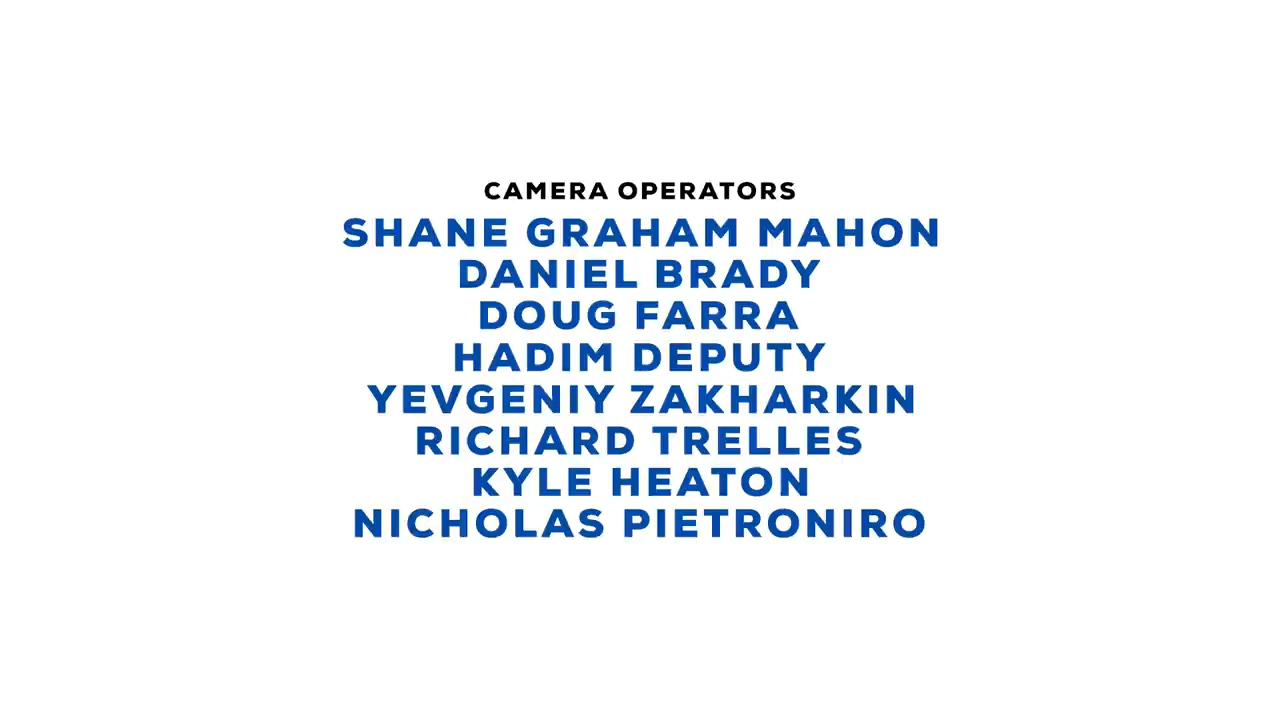 CAMERA OPERATORS
SHANE GRAHAM MAHON
DANIEL BRADY
DOUG FARRA
HADIM DEPUTY
YEVGENIY ZAKHARKIN
RICHARD TRELLES
KYLE HEATON
NICHOLAS PIETRONIRO